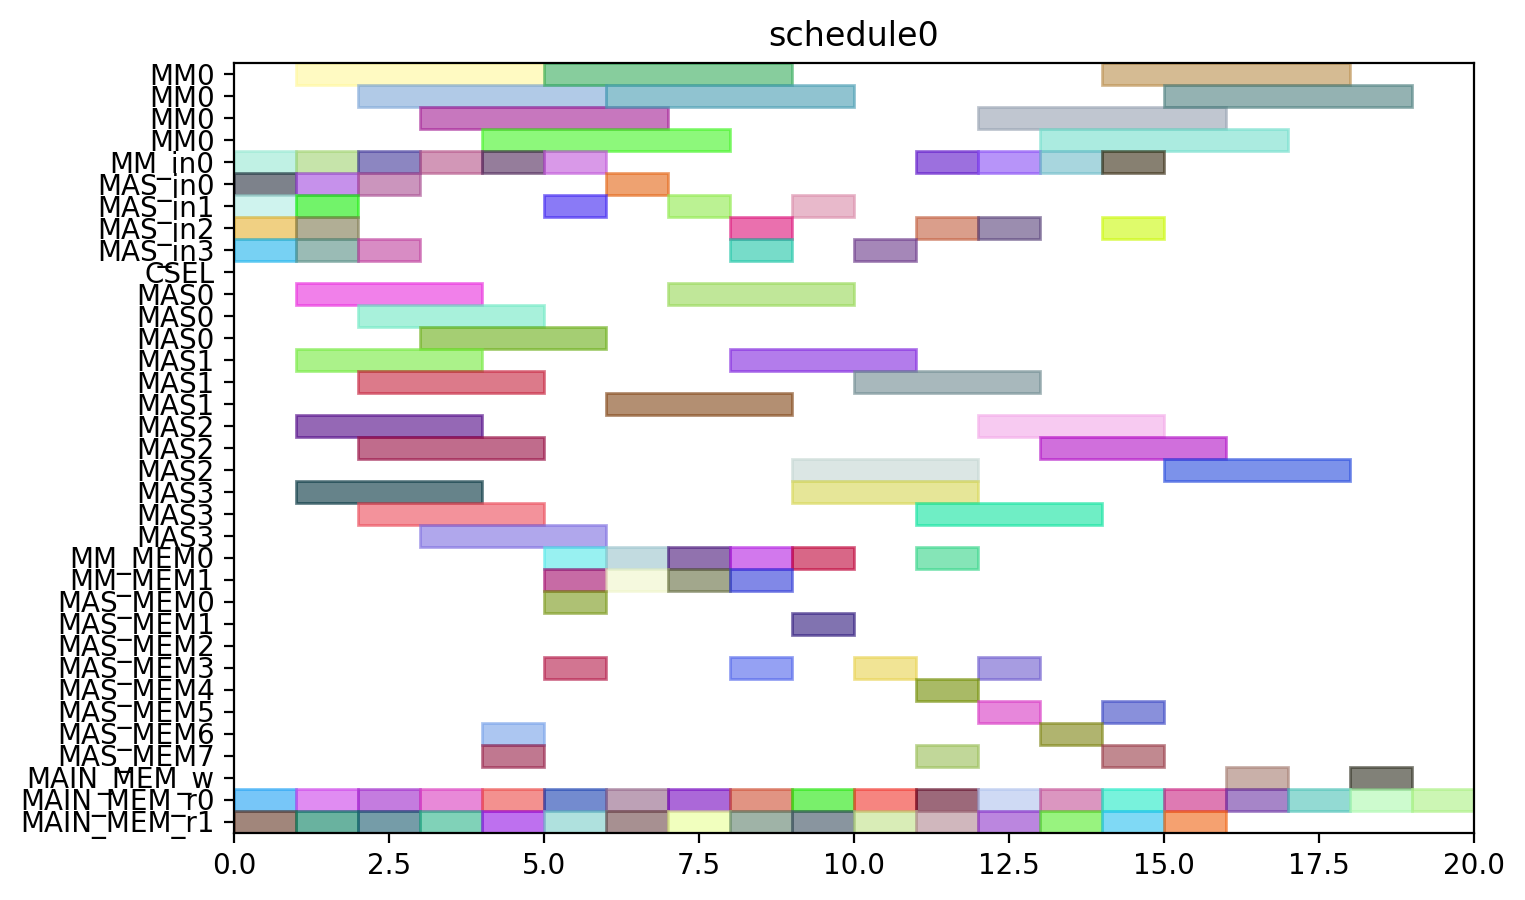 schedule0
MM0
MM0
MM0
MM0
MM_in0
MAS_in0
MAS_in1
MAS_in2
MAS_in3
CSEL
MAS0
MAS0
MAS0
MAS1
MAS1
MAS1
MAS2
MAS2
MAS2
MAS3
MAS3
MAS3
MM_MEM0
MM_MEM1
MAS_MEM0
MAS_MEM1
MAS_MEM2
MAS_MEM3
MAS_MEM4
MAS_MEM5
MAS_MEM6
MAS_MEM7
MAIN_MEM_w
MAIN_MEM_r0
MAIN_MEM_r1
0.0 2.5 5.0 7.5 10.0 12.5 15.0 17.5 20.0